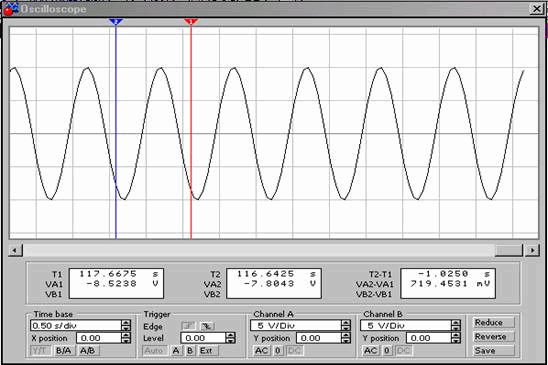 Oscilloscope
2 1
T1 117.6675 s T2 116.6425 s T2-T1 -1.0250 s
VA1 -8.5238 V VA2 -7.8043 V VA2-VA1 719.4531 mV
VB1 VB2 VB2-VB1
Time base Trigger Channel A Channel B
0.50 s/div Edge 5 V/Div 5 V/Div Reduce
X position 0.00 Level 0.00 Y position 0.00 Y position 0.00 Reverse
Y/T B/A A/B Auto A B Ext AC 0 DC AC 0 DC Save